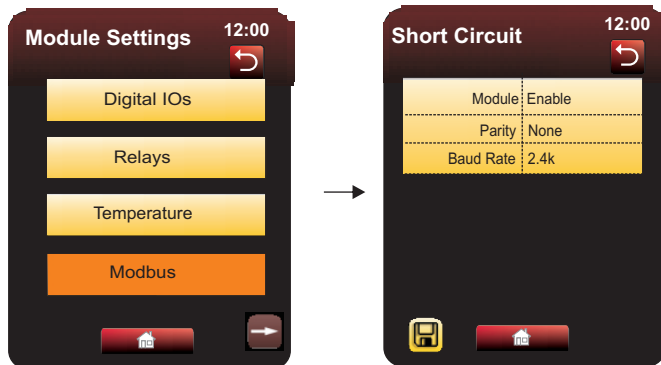 Module Settings 12:00
Digital IOs
Relays
Temperature
Modbus
Short Circuit 12:00
Module Enable
Parity None
Baud Rate 2.4k